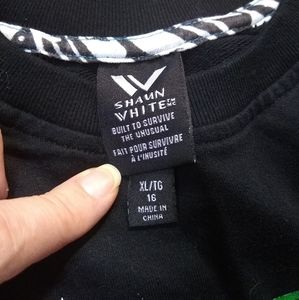 SHAUN
WHITE
BUILT TO SURVIVE
THE UNUSUAL
FAIT POUR SURVIVRE
À L'INUSITÉ
XL/TG
16
MADE IN
CHINA